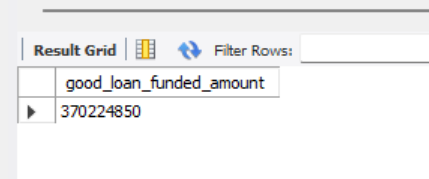 Result Grid Filter Rows:
good_loan_funded_amount
370224850